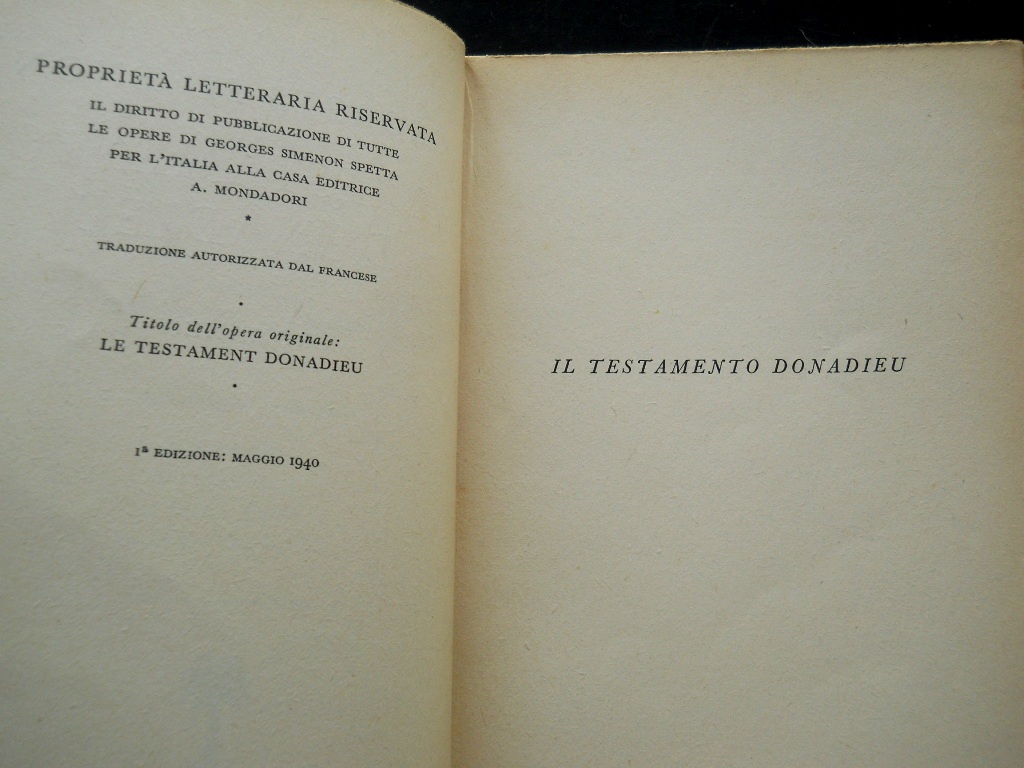 PROPRIETÀ LETTERARIA RISERVATA
IL DIRITTO DI PUBBLICAZIONE DI TUTTE
LE OPERE DI GEORGES SIMENON SPETTA
PER L'ITALIA ALLA CASA EDITRICE
A. MONDADORI
*
TRADUZIONE AUTORIZZATA DAL FRANCESE
•
Titolo dell'opera originale:
LE TESTAMENT DONADIEU
•
1ª EDIZIONE: MAGGIO 1940
IL TESTAMENTO DONADIEU